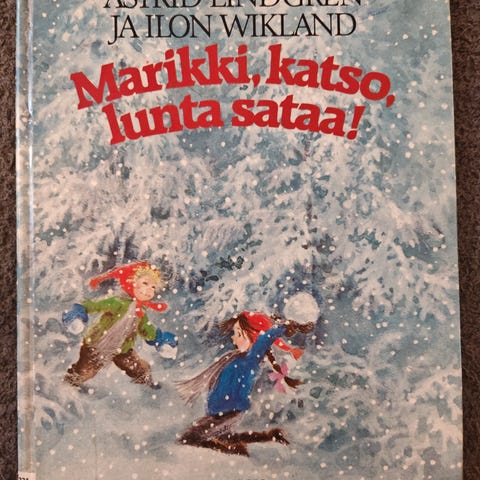 ASTRID LINDGREN
JA ILON WIKLAND
Marikki, katso,
lunta sataa!